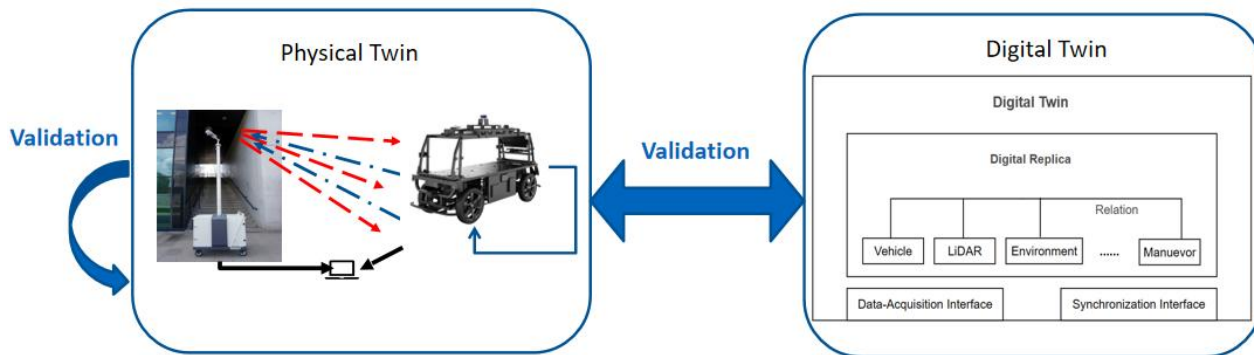 Physical Twin
Validation
Validation
Digital Twin
Digital Twin
Digital Replica
Relation
Vehicle
LiDAR
Environment
......
Manuevor
Data-Acquisition Interface
Synchronization Interface